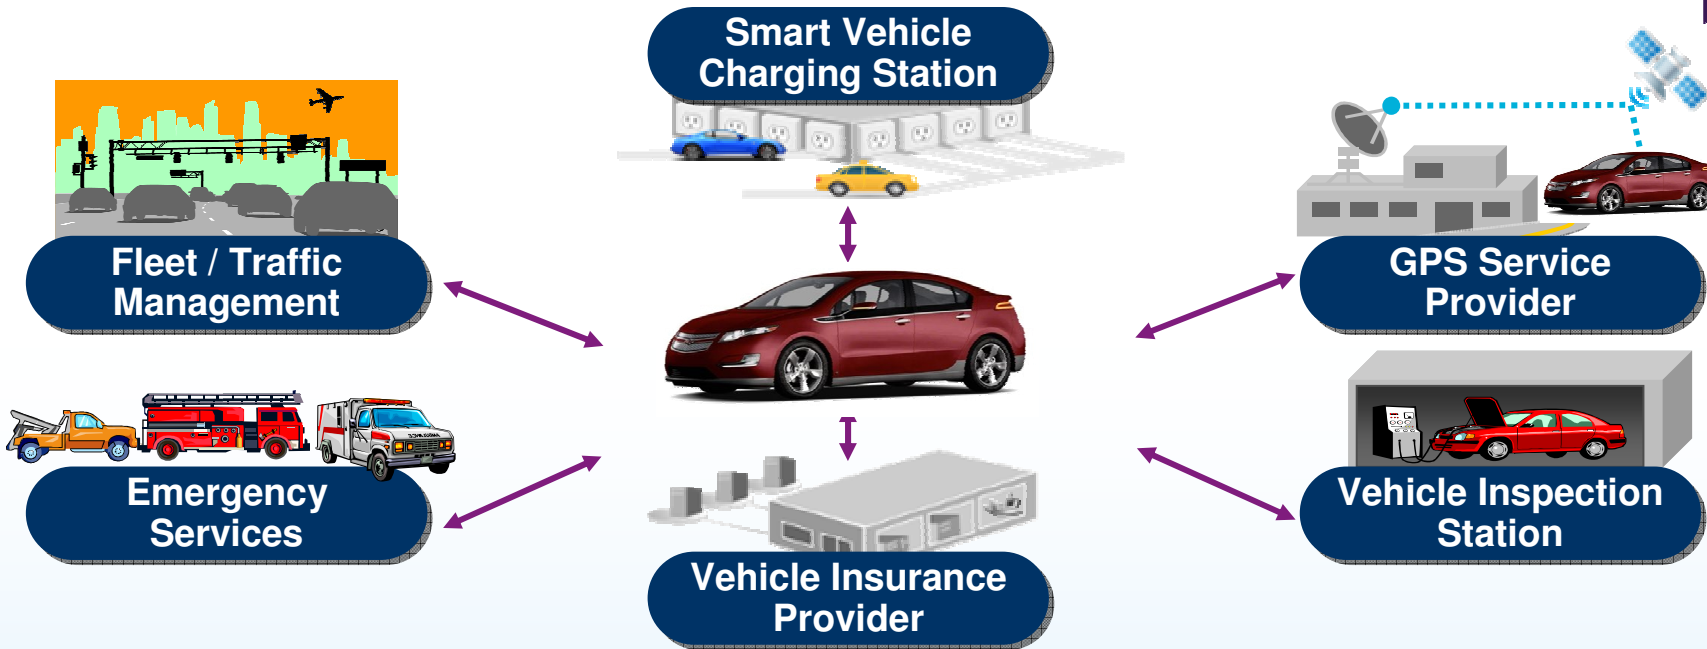 Smart Vehicle
Charging Station
Fleet / Traffic
Management
GPS Service
Provider
Emergency
Services
Vehicle Inspection
Station
Vehicle Insurance
Provider